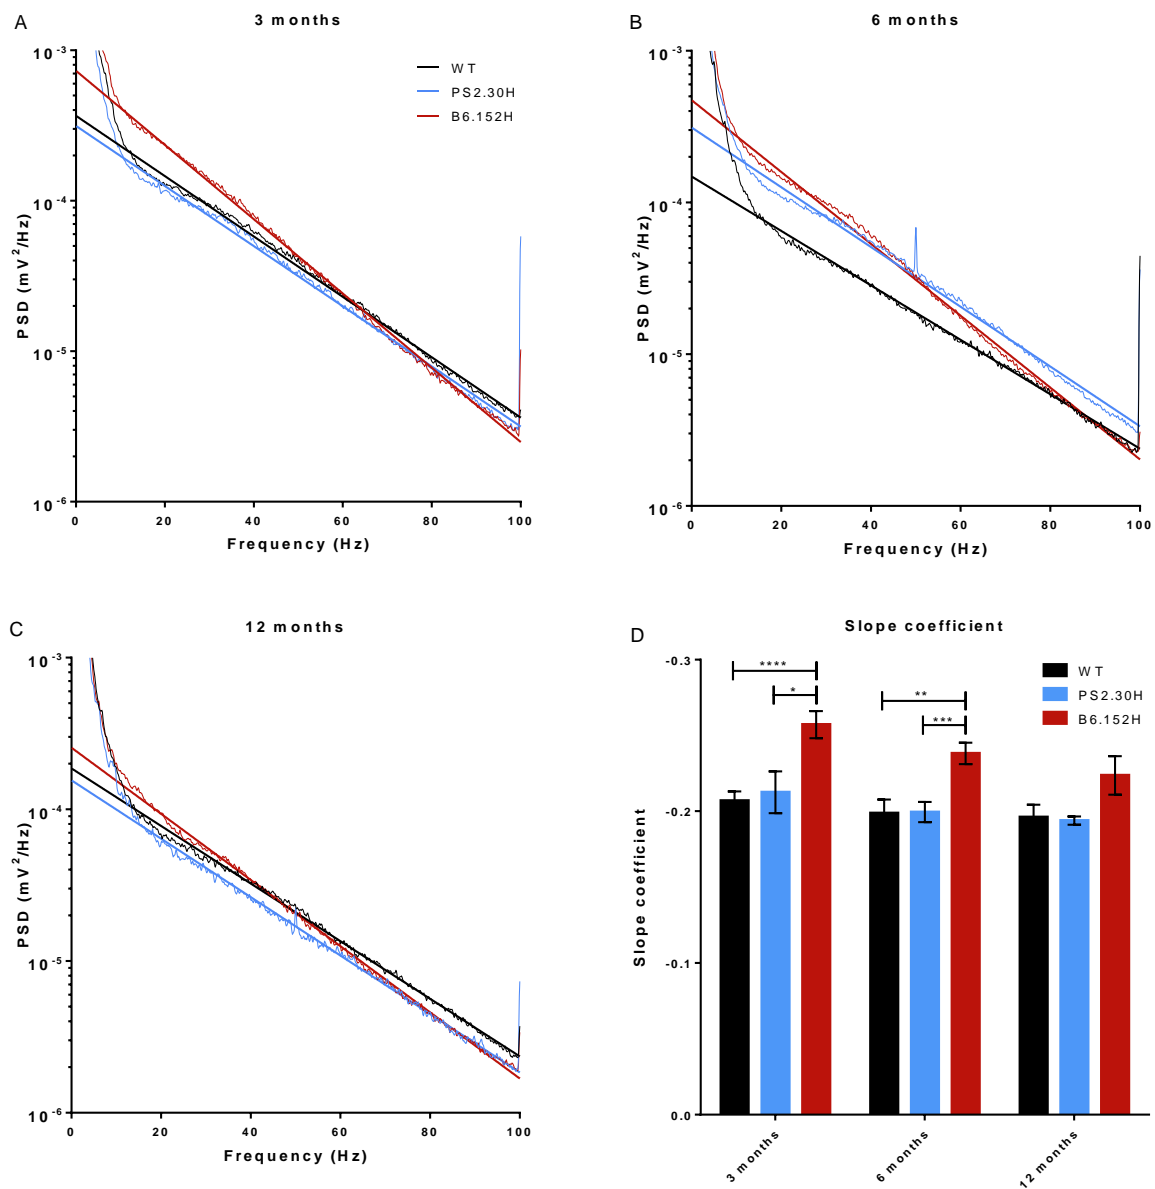 A
3 months
10-3
10-4
10-5
10-6
PSD (mV2/Hz)
WT
PS2.30H
B6.152H
0 20 40 60 80 100
Frequency (Hz)
B
6 months
10-3
10-4
10-5
10-6
PSD (mV2/Hz)
0 20 40 60 80 100
Frequency (Hz)
C
12 months
10-3
10-4
10-5
10-6
PSD (mV2/Hz)
0 20 40 60 80 100
Frequency (Hz)
D
Slope coefficient
-0.3
-0.2
-0.1
0.0
Slope coefficient
****
*
**
***
WT
PS2.30H
B6.152H
3 months
6 months
12 months